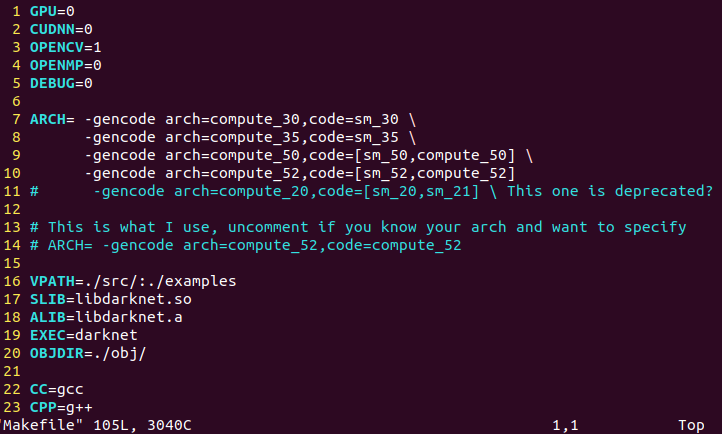 1 GPU=0
2 CUDNN=0
3 OPENCV=1
4 OPENMP=0
5 DEBUG=0
6
7 ARCH= -gencode arch=compute_30,code=sm_30 \
8       -gencode arch=compute_35,code=sm_35 \
9       -gencode arch=compute_50,code=[sm_50,compute_50] \
10       -gencode arch=compute_52,code=[sm_52,compute_52]
11 #      -gencode arch=compute_20,code=[sm_20,sm_21] \ This one is deprecated?
12
13 # This is what I use, uncomment if you know your arch and want to specify
14 # ARCH= -gencode arch=compute_52,code=compute_52
15
16 VPATH=./src/:./examples
17 SLIB=libdarknet.so
18 ALIB=libdarknet.a
19 EXEC=darknet
20 OBJDIR=./obj/
21
22 CC=gcc
23 CPP=g++
"Makefile" 105L, 3040C 1,1 Top